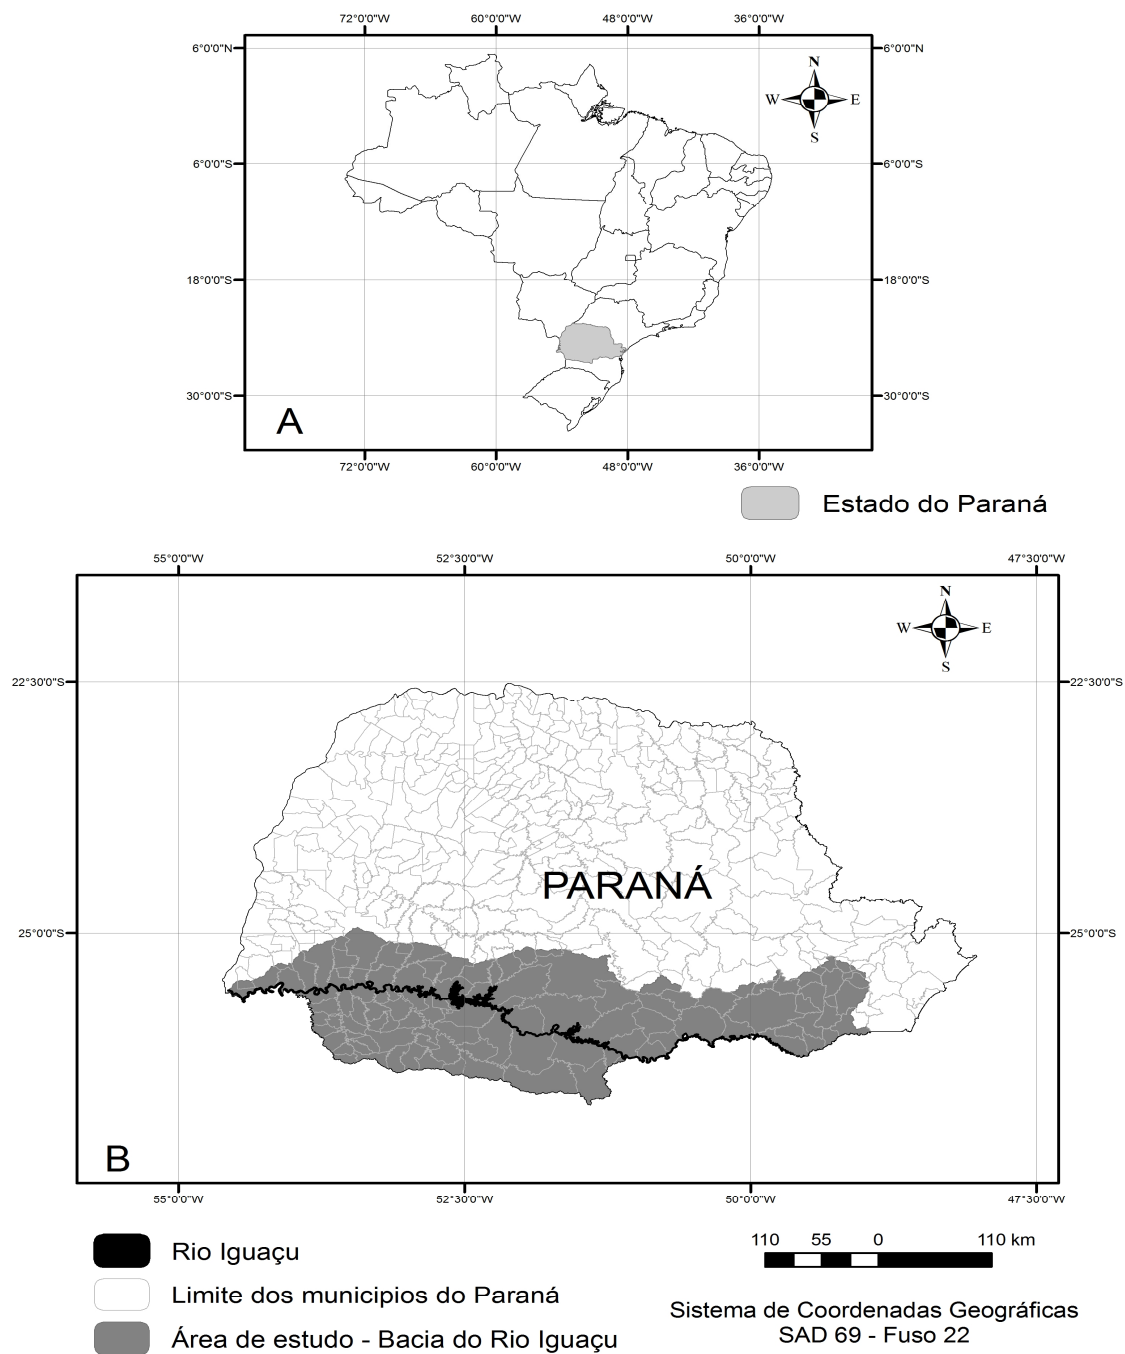 72°0'0"W 60°0'0"W 48°0'0"W 36°0'0"W
6°0'0"N 6°0'0"N
N
W E
S
6°0'0"S 6°0'0"S
18°0'0"S 18°0'0"S
30°0'0"S 30°0'0"S
A
72°0'0"W 60°0'0"W 48°0'0"W 36°0'0"W
Estado do Paraná
55°0'0"W 52°30'0"W 50°0'0"W 47°30'0"W
N
W E
S
22°30'0"S 22°30'0"S
PARANÁ
25°0'0"S 25°0'0"S
B
55°0'0"W 52°30'0"W 50°0'0"W 47°30'0"W
Rio Iguaçu
Limite dos municipios do Paraná
Área de estudo - Bacia do Rio Iguaçu
110 55 0 110 km
Sistema de Coordenadas Geográficas
SAD 69 - Fuso 22